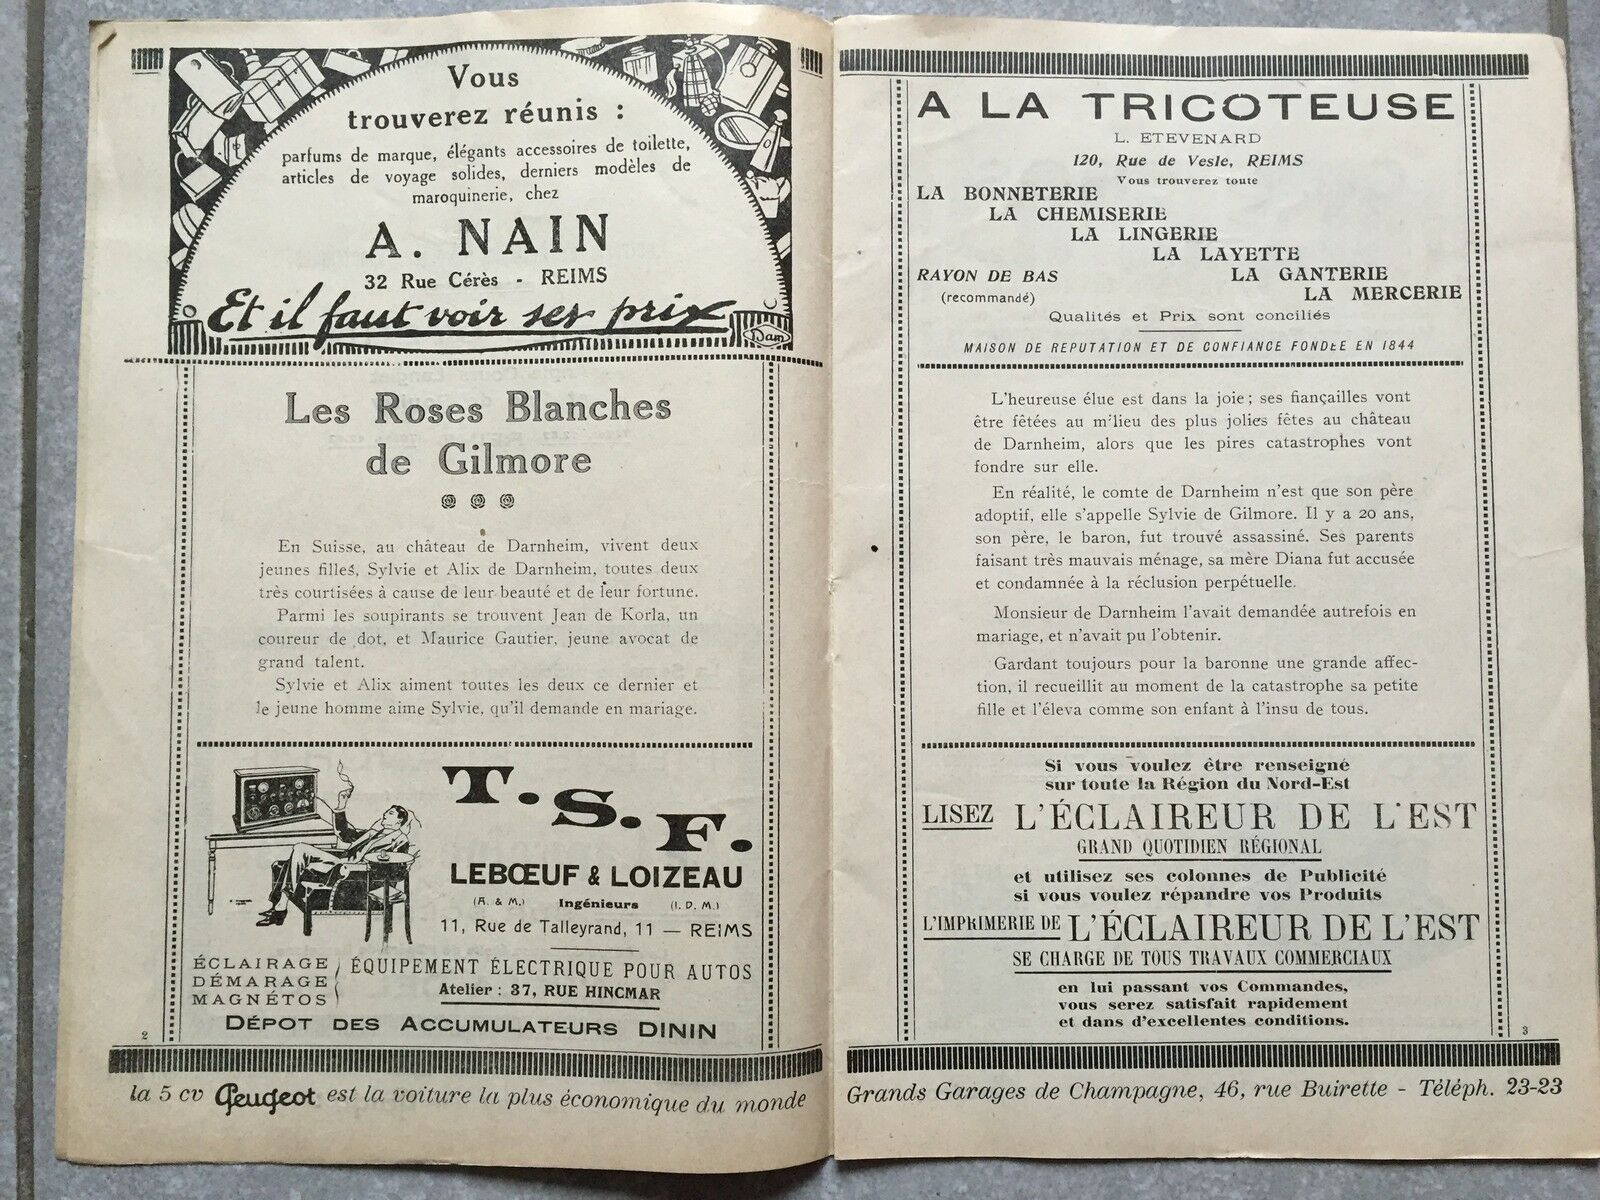 Vous
trouverez réunis :
parfums de marque, élégants accessoires de toilette,
articles de voyage solides, derniers modèles de
maroquinerie, chez
A. NAIN
32 Rue Cérès - REIMS
Et il faut voir ses prix
Dam
Les Roses Blanches
de Gilmore
En Suisse, au château de Darnheim, vivent deux
jeunes filles, Sylvie et Alix de Darnheim, toutes deux
très courtisées à cause de leur beauté et de leur fortune.
Parmi les soupirants se trouvent Jean de Korla, un
coureur de dot, et Maurice Gautier, jeune avocat de
grand talent.
Sylvie et Alix aiment toutes les deux ce dernier et
le jeune homme aime Sylvie, qu'il demande en mariage.
T. S. F.
LEBŒUF & LOIZEAU
(A. & M.) Ingénieurs (I. D. M.)
11, Rue de Talleyrand, 11 — REIMS
ÉCLAIRAGE
DÉMARAGE
MAGNÉTOS
ÉQUIPEMENT ÉLECTRIQUE POUR AUTOS
Atelier : 37, RUE HINCMAR
DÉPOT DES ACCUMULATEURS DININ
2
la 5 cv Peugeot est la voiture la plus économique du monde
A LA TRICOTEUSE
L. ETEVENARD
120, Rue de Vesle, REIMS
Vous trouverez toute
LA BONNETERIE
LA CHEMISERIE
LA LINGERIE
LA LAYETTE
RAYON DE BAS LA GANTERIE
(recommandé) LA MERCERIE
Qualités et Prix sont conciliés
MAISON DE REPUTATION ET DE CONFIANCE FONDÉE EN 1844
L'heureuse élue est dans la joie ; ses fiançailles vont
être fêtées au m'lieu des plus jolies fêtes au château
de Darnheim, alors que les pires catastrophes vont
fondre sur elle.
En réalité, le comte de Darnheim n'est que son père
adoptif, elle s'appelle Sylvie de Gilmore. Il y a 20 ans,
son père, le baron, fut trouvé assassiné. Ses parents
faisant très mauvais ménage, sa mère Diana fut accusée
et condamnée à la réclusion perpétuelle.
Monsieur de Darnheim l'avait demandée autrefois en
mariage, et n'avait pu l'obtenir.
Gardant toujours pour la baronne une grande affec-
tion, il recueillit au moment de la catastrophe sa petite
fille et l'éleva comme son enfant à l'insu de tous.
Si vous voulez être renseigné
sur toute la Région du Nord-Est
LISEZ L'ÉCLAIREUR DE L'EST
GRAND QUOTIDIEN RÉGIONAL
et utilisez ses colonnes de Publicité
si vous voulez répandre vos Produits
L'IMPRIMERIE DE L'ÉCLAIREUR DE L'EST
SE CHARGE DE TOUS TRAVAUX COMMERCIAUX
en lui passant vos Commandes,
vous serez satisfait rapidement
et dans d'excellentes conditions.
3
Grands Garages de Champagne, 46, rue Buirette - Téléph. 23-23